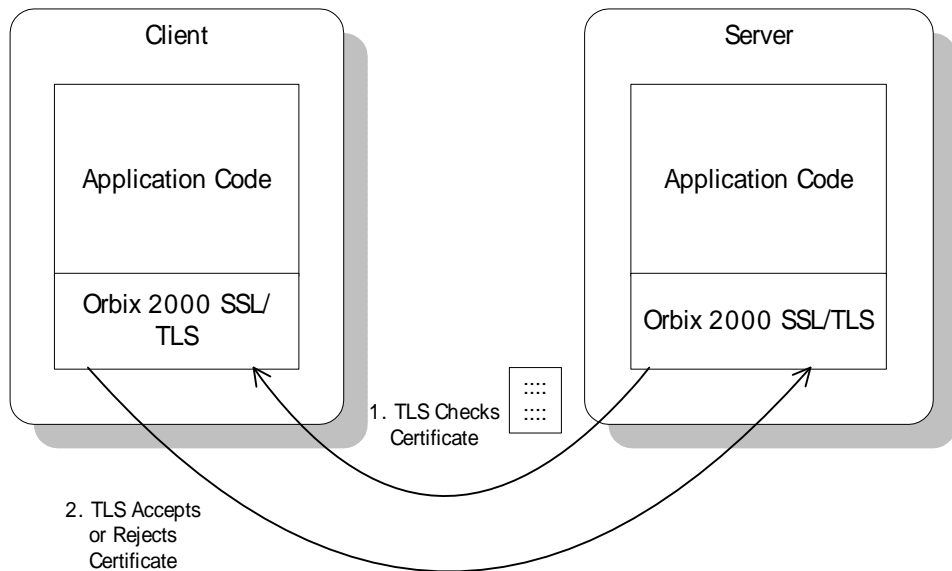 Client
Server
Application Code
Application Code
Orbix 2000 SSL/
TLS
Orbix 2000 SSL/TLS
1. TLS Checks
Certificate
2. TLS Accepts
or Rejects
Certificate